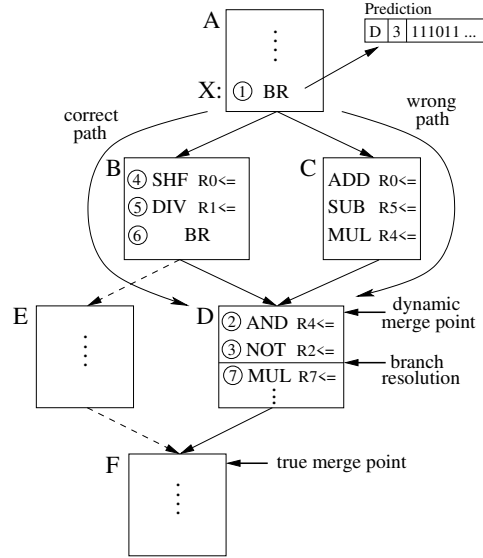 Prediction
D 3 111011 ...
A
X: ① BR
correct path
wrong path
B
④ SHF R0<=
⑤ DIV R1<=
⑥ BR
C
ADD R0<=
SUB R5<=
MUL R4<=
E
D
② AND R4<=
③ NOT R2<=
⑦ MUL R7<=
dynamic merge point
branch resolution
F
true merge point